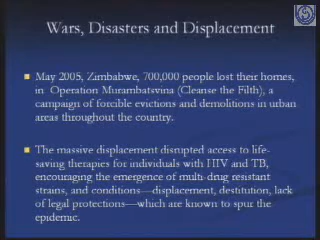 Wars, Disasters and Displacement
May 2005, Zimbabwe, 700,000 people lost their homes,
in Operation Murambatsvina (Cleanse the Filth), a
campaign of forcible evictions and demolitions in urban
areas throughout the country.
The massive displacement disrupted access to life-
saving therapies for individuals with HIV and TB,
encouraging the emergence of multi-drug resistant
strains, and conditions—displacement, destitution, lack
of legal protections—which are known to spur the
epidemic.